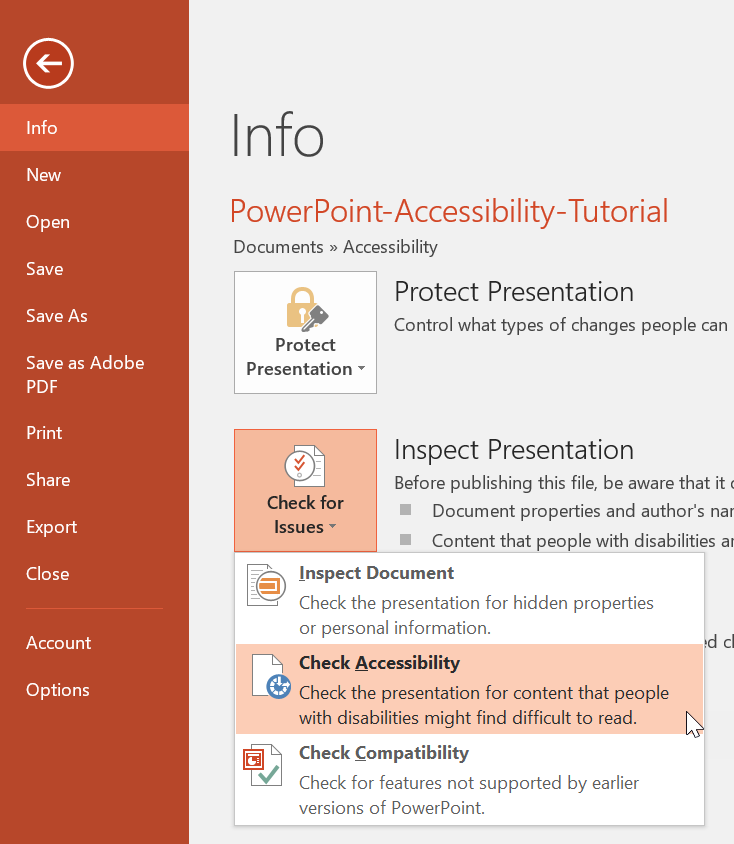 Info
New
Open
Save
Save As
Save as Adobe
PDF
Print
Share
Export
Close
Account
Options
Info
PowerPoint-Accessibility-Tutorial
Documents » Accessibility
Protect
Presentation
Protect Presentation
Control what types of changes people can
Check for
Issues
Inspect Presentation
Before publishing this file, be aware that it
Document properties and author's
Content that people with disabilities
Inspect Document
Check the presentation for hidden properties
or personal information.
Check Accessibility
Check the presentation for content that people
with disabilities might find difficult to read.
Check Compatibility
Check for features not supported by earlier
versions of PowerPoint.